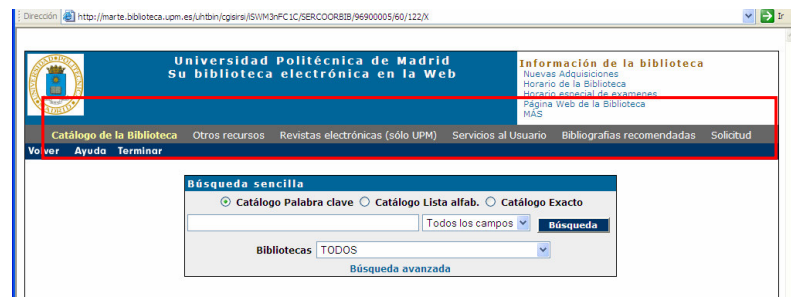 Dirección http://marte.biblioteca.upm.es/uhtbin/cgisirsi/iSWM3nFC1C/SERCOORBIB/96900005/60/122/X Ir
Universidad Politécnica de Madrid
Su biblioteca electrónica en la Web
Información de la biblioteca
Nuevas Adquisiciones
Horario de la Biblioteca
Horario especial de examenes
Página Web de la Biblioteca
MÁS
Catálogo de la Biblioteca Otros recursos Revistas electrónicas (sólo UPM) Servicios al Usuario Bibliografias recomendadas Solicitud
Volver Ayuda Terminar
Búsqueda sencilla
Catálogo Palabra clave Catálogo Lista alfab. Catálogo Exacto
Todos los campos Búsqueda
Bibliotecas TODOS
Búsqueda avanzada